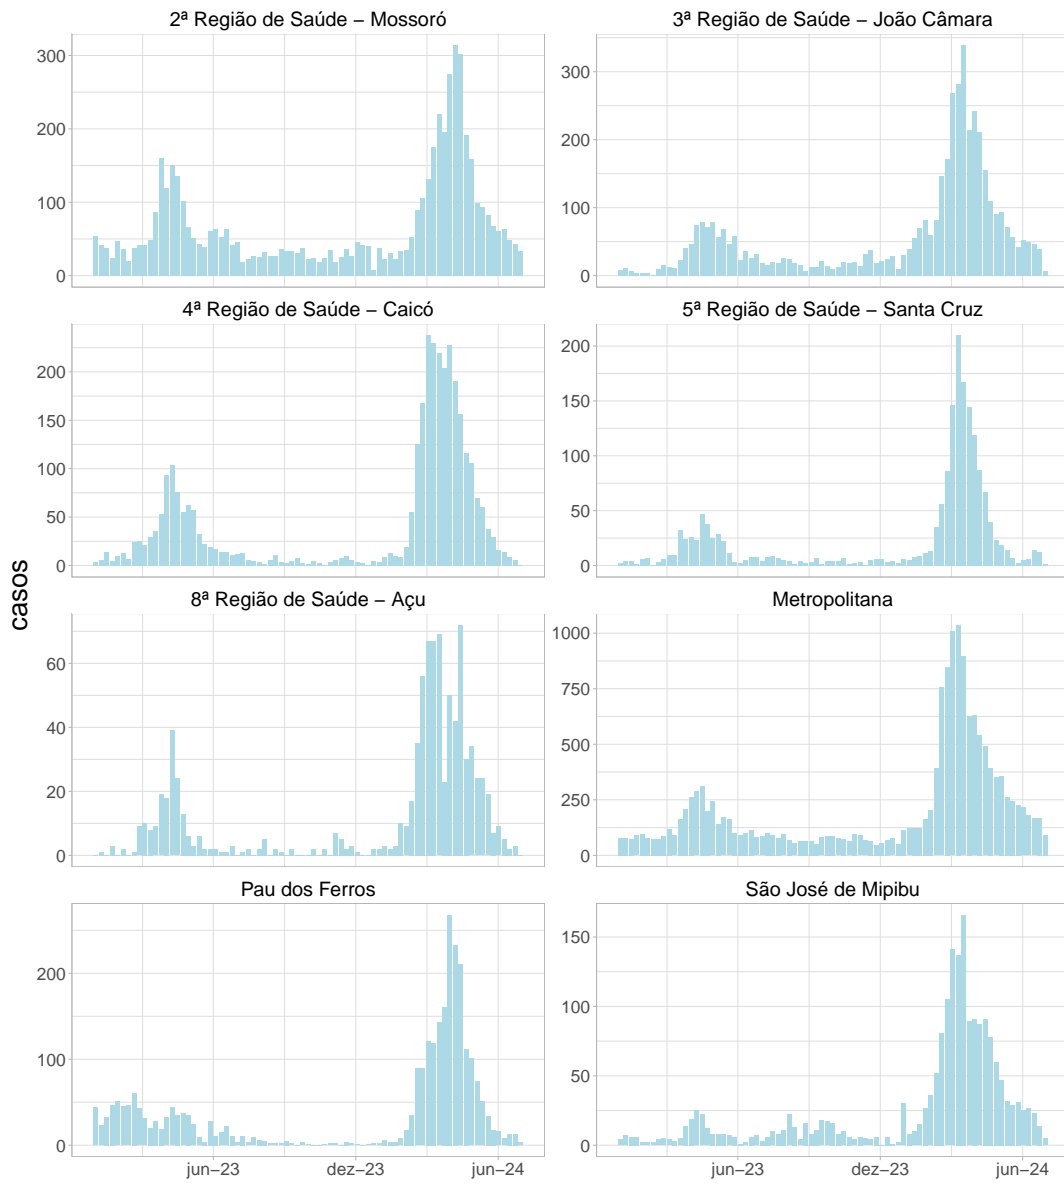 2ª Região de Saúde – Mossoró
3ª Região de Saúde – João Câmara
300
200
100
0
300
200
100
0
4ª Região de Saúde – Caicó
5ª Região de Saúde – Santa Cruz
200
150
100
50
0
200
150
100
50
0
casos
8ª Região de Saúde – Açu
Metropolitana
60
40
20
0
1000
750
500
250
0
Pau dos Ferros
São José de Mipibu
200
100
0
150
100
50
0
jun–23
dez–23
jun–24
jun–23
dez–23
jun–24